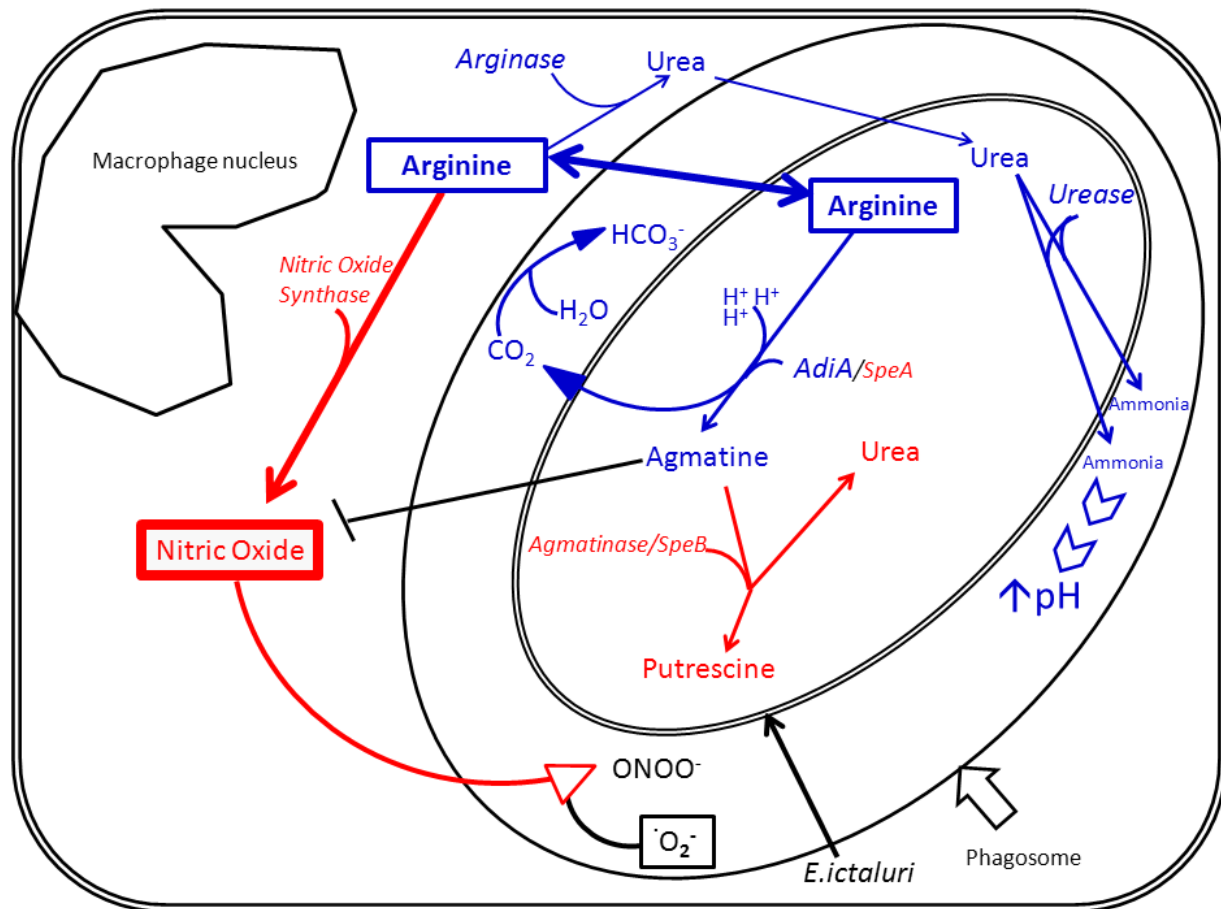 Arginase
Urea
Macrophage nucleus
Arginine
Urea
Arginine
Urease
HCO₃⁻
Nitric Oxide
Synthase
H⁺ H⁺
H⁺
H₂O
CO₂
AdiA/SpeA
Ammonia
Agmatine
Urea
Ammonia
Nitric Oxide
Agmatinase/SpeB
↑pH
Putrescine
ONOO⁻
˙O₂⁻
Phagosome
E.ictaluri